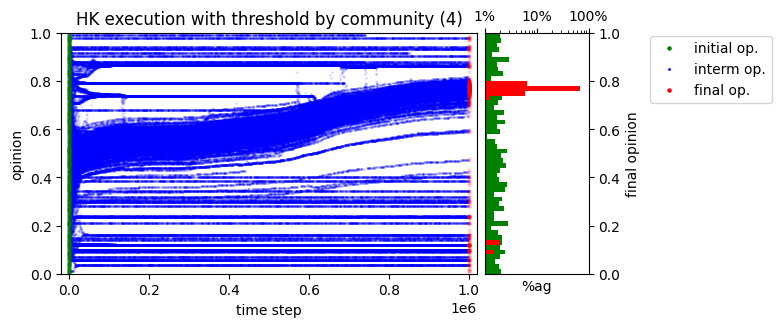 HK execution with threshold by community (4)
1% 10% 100%
initial op.
interm op.
final op.
1.0 1.0
0.8 0.8
0.6 0.6
0.4 0.4
0.2 0.2
0.0 0.0
opinion
final opinion
0.0 0.2 0.4 0.6 0.8 1.0
1e6
time step
%ag